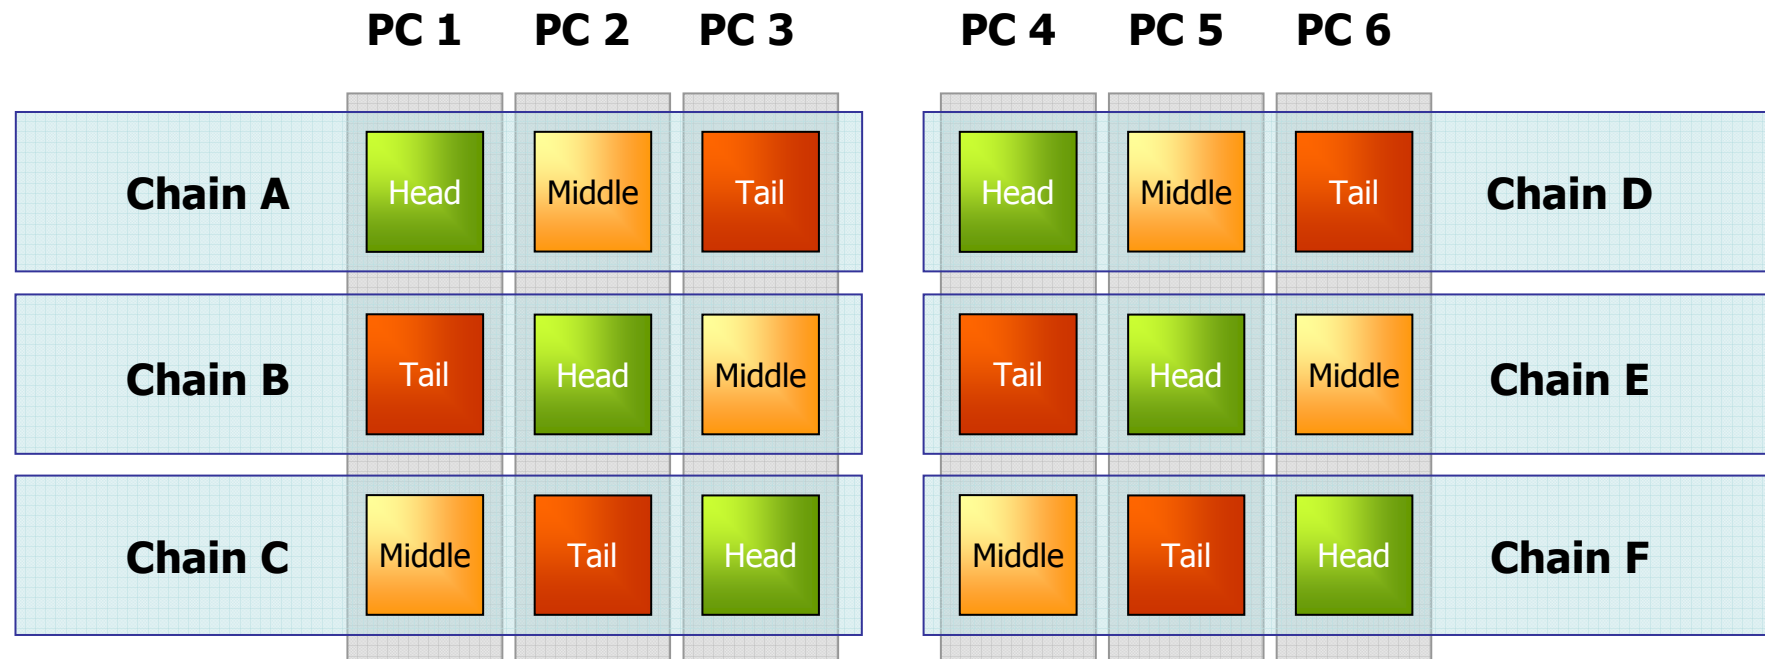 PC 1 PC 2 PC 3 PC 4 PC 5 PC 6
Chain A Head Middle Tail Head Middle Tail Chain D
Chain B Tail Head Middle Tail Head Middle Chain E
Chain C Middle Tail Head Middle Tail Head Chain F